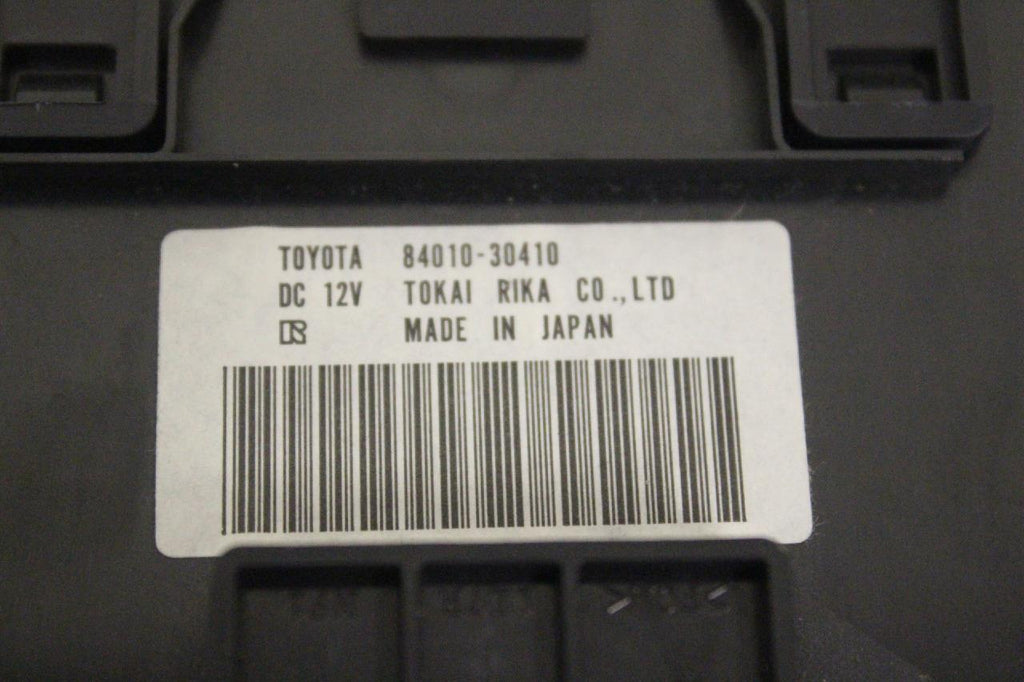 TOYOTA 84010-30410
DC 12V TOKAI RIKA CO.,LTD
MADE IN JAPAN